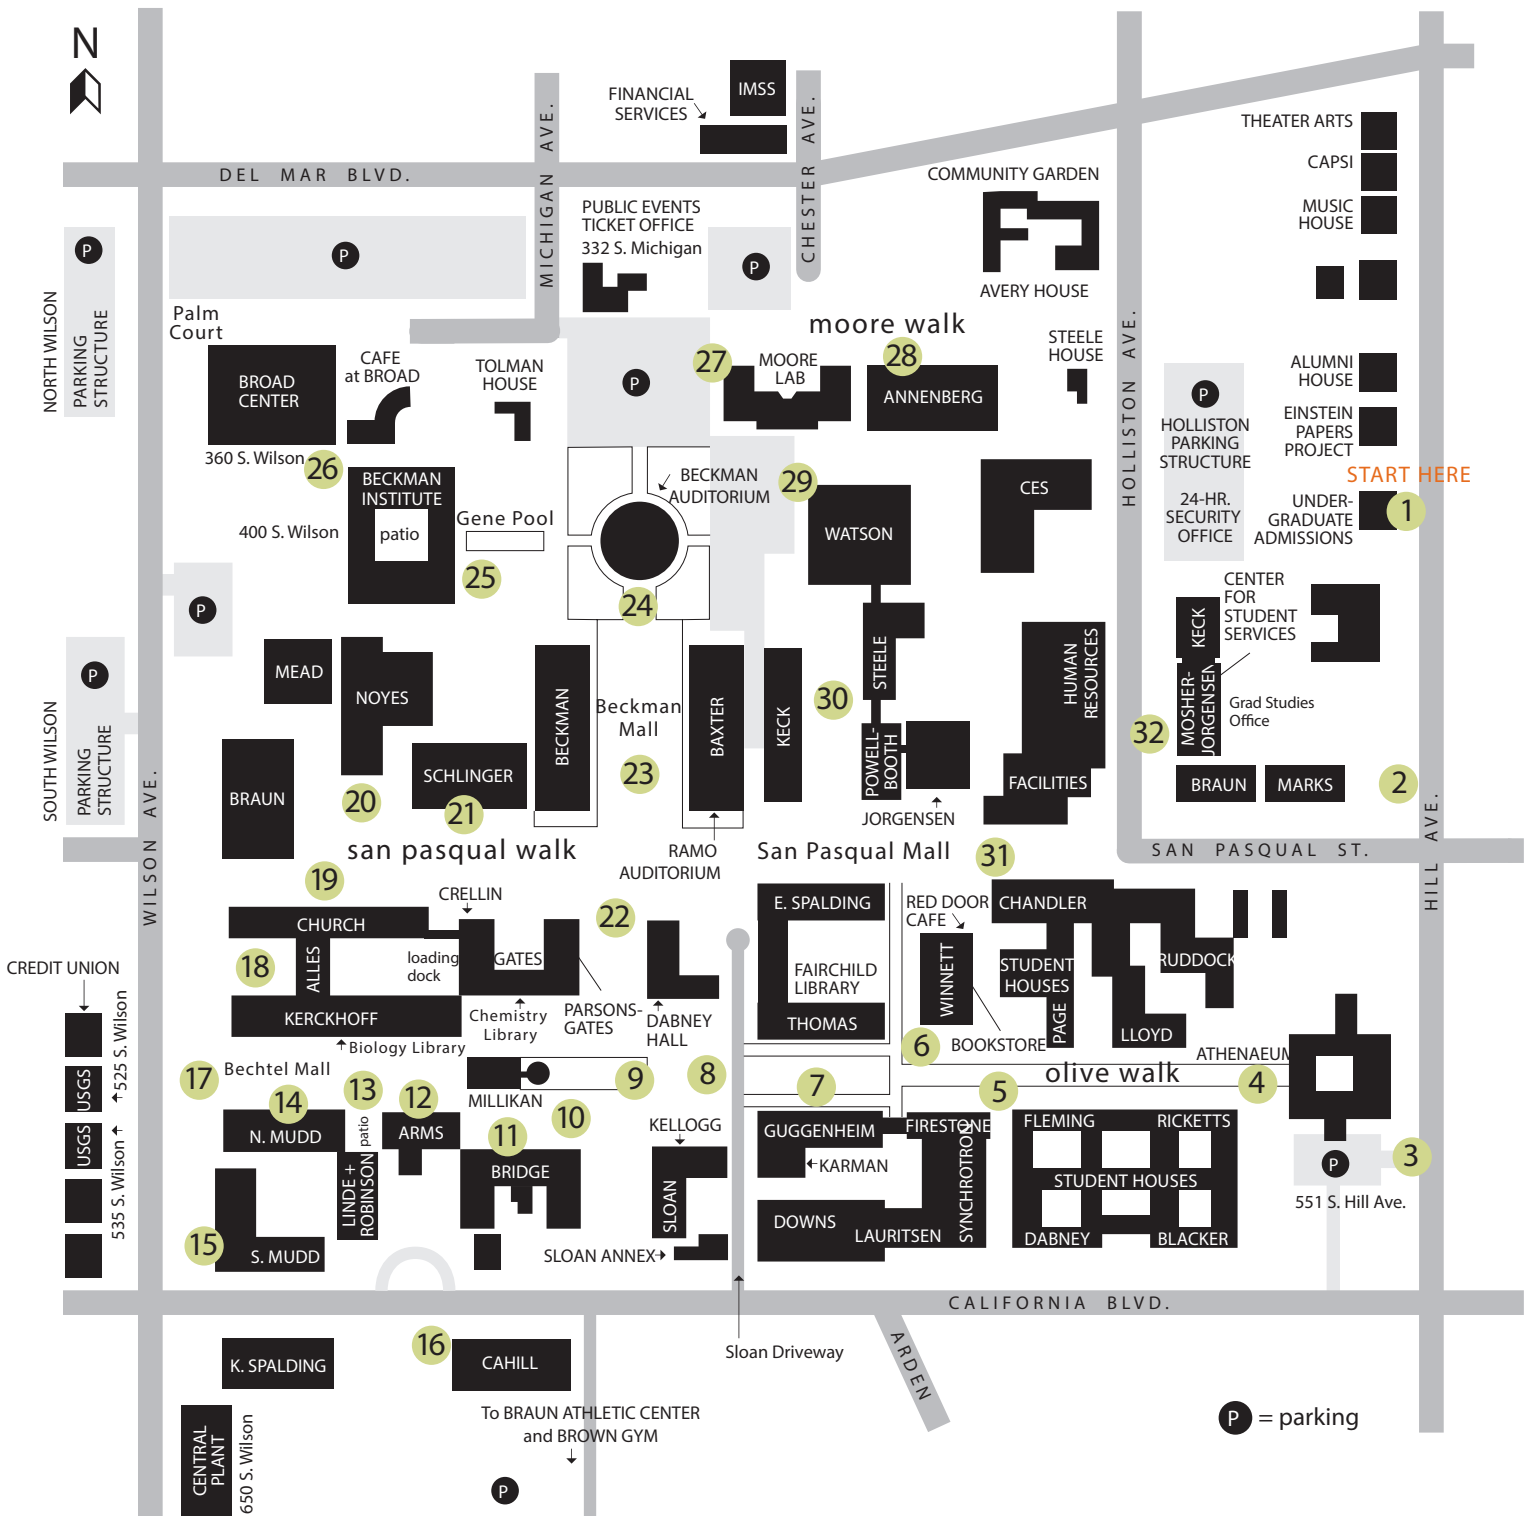 N
IMSS
FINANCIAL
SERVICES
MICHIGAN AVE.
CHESTER AVE.
DEL MAR BLVD.
THEATER ARTS
CAPSI
MUSIC
HOUSE
COMMUNITY GARDEN
AVERY HOUSE
PUBLIC EVENTS
TICKET OFFICE
332 S. Michigan
P
P
P
NORTH WILSON
PARKING
STRUCTURE
Palm
Court
moore walk
HOLLISTON AVE.
STEELE
HOUSE
BROAD
CENTER
CAFE
at BROAD
TOLMAN
HOUSE
P
27
MOORE
LAB
28
ANNENBERG
P
HOLLISTON
PARKING
STRUCTURE
24-HR.
SECURITY
OFFICE
ALUMNI
HOUSE
EINSTEIN
PAPERS
PROJECT
START HERE
UNDER-
GRADUATE
ADMISSIONS
1
360 S. Wilson
26
BECKMAN
INSTITUTE
patio
400 S. Wilson
Gene Pool
25
BECKMAN
AUDITORIUM
24
29
WATSON
CES
P
CENTER
FOR
STUDENT
SERVICES
KECK
MOSHER-
JORGENSEN
Grad Studies
Office
32
P
SOUTH WILSON
PARKING
STRUCTURE
MEAD
NOYES
BECKMAN
Beckman
Mall
23
BAXTER
KECK
30
STEELE
POWELL-
BOOTH
JORGENSEN
HUMAN
RESOURCES
FACILITIES
BRAUN
MARKS
2
BRAUN
20
SCHLINGER
21
WILSON AVE.
san pasqual walk
RAMO
AUDITORIUM
San Pasqual Mall
31
SAN PASQUAL ST.
HILL AVE.
19
CHURCH
CRELLIN
22
E. SPALDING
RED DOOR
CAFE
CHANDLER
CREDIT UNION
18
ALLES
loading
dock
GATES
FAIRCHILD
LIBRARY
WINNETT
STUDENT
HOUSES
RUDDOCK
KERCKHOFF
Chemistry
Library
PARSONS-
GATES
DABNEY
HALL
THOMAS
PAGE
LLOYD
Biology Library
6
BOOKSTORE
ATHENAEUM
USGS
525 S. Wilson
17
Bechtel Mall
13
MILLIKAN
9
8
7
5
olive walk
4
14
N. MUDD
patio
12
ARMS
10
11
BRIDGE
KELLOGG
GUGGENHEIM
FIRESTONE
KARMAN
FLEMING
RICKETTS
P
3
551 S. Hill Ave.
USGS
535 S. Wilson
LINDE +
ROBINSON
SLOAN
SYNCHROTRON
STUDENT HOUSES
15
S. MUDD
SLOAN ANNEX
DOWNS
LAURITSEN
DABNEY
BLACKER
CALIFORNIA BLVD.
K. SPALDING
16
CAHILL
Sloan Driveway
ARDEN
CENTRAL
PLANT
650 S. Wilson
To BRAUN ATHLETIC CENTER
and BROWN GYM
P
P = parking